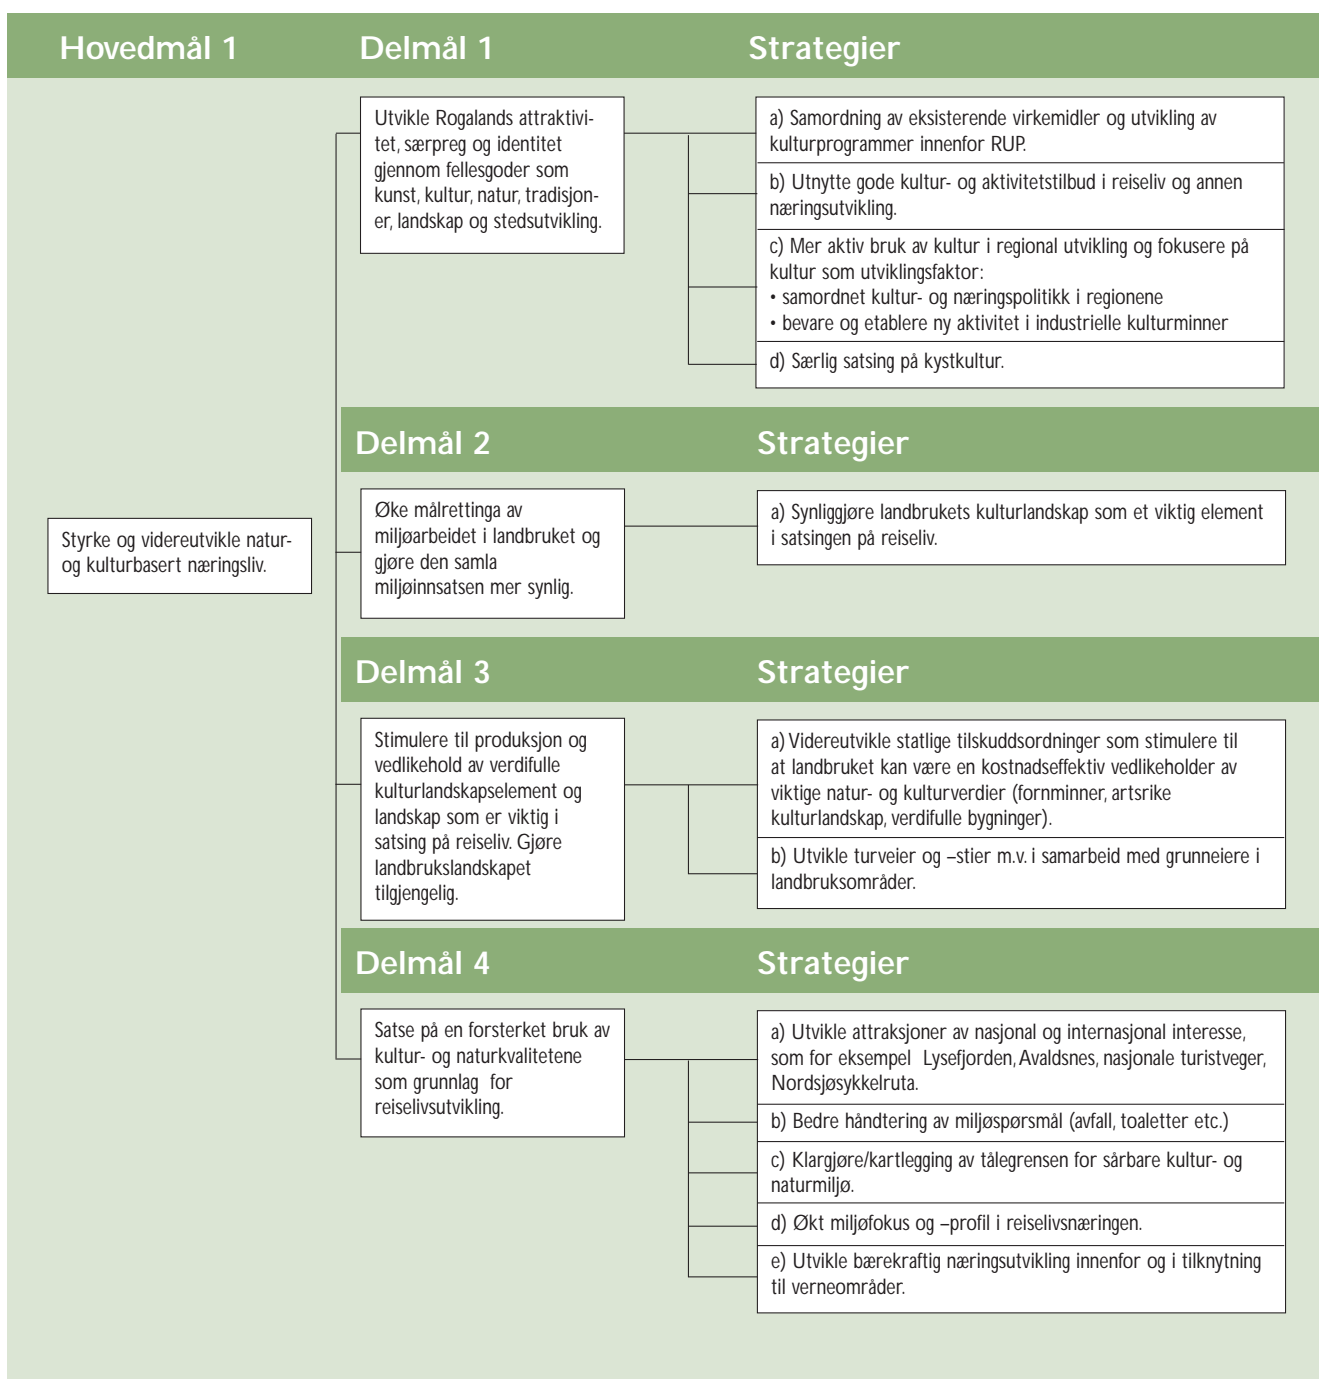 Hovedmål 1 Delmål 1 Strategier
Styrke og videreutvikle natur-
og kulturbasert næringsliv.
Utvikle Rogalands attraktivi-
tet, særpreg og identitet
gjennom fellesgoder som
kunst, kultur, natur, tradisjon-
er, landskap og stedsutvikling.
a) Samordning av eksisterende virkemidler og utvikling av
kulturprogrammer innenfor RUP.
b) Utnytte gode kultur- og aktivitetstilbud i reiseliv og annen
næringsutvikling.
c) Mer aktiv bruk av kultur i regional utvikling og fokusere på
kultur som utviklingsfaktor:
• samordnet kultur- og næringspolitikk i regionene
• bevare og etablere ny aktivitet i industrielle kulturminner
d) Særlig satsing på kystkultur.
Delmål 2 Strategier
Øke målrettinga av
miljøarbeidet i landbruket og
gjøre den samla
miljøinnsatsen mer synlig.
a) Synliggjøre landbrukets kulturlandskap som et viktig element
i satsingen på reiseliv.
Delmål 3 Strategier
Stimulere til produksjon og
vedlikehold av verdifulle
kulturlandskapselement og
landskap som er viktig i
satsing på reiseliv. Gjøre
landbrukslandskapet
tilgjengelig.
a) Videreutvikle statlige tilskuddsordninger som stimulere til
at landbruket kan være en kostnadseffektiv vedlikeholder av
viktige natur- og kulturverdier (fornminner, artsrike
kulturlandskap, verdifulle bygninger).
b) Utvikle turveier og –stier m.v. i samarbeid med grunneiere i
landbruksområder.
Delmål 4 Strategier
Satse på en forsterket bruk av
kultur- og naturkvalitetene
som grunnlag for
reiselivsutvikling.
a) Utvikle attraksjoner av nasjonal og internasjonal interesse,
som for eksempel Lysefjorden, Avaldsnes, nasjonale turistveger,
Nordsjøsykkelruta.
b) Bedre håndtering av miljøspørsmål (avfall, toaletter etc.)
c) Klargjøre/kartlegging av tålegrensen for sårbare kultur- og
naturmiljø.
d) Økt miljøfokus og –profil i reiselivsnæringen.
e) Utvikle bærekraftig næringsutvikling innenfor og i tilknytning
til verneområder.